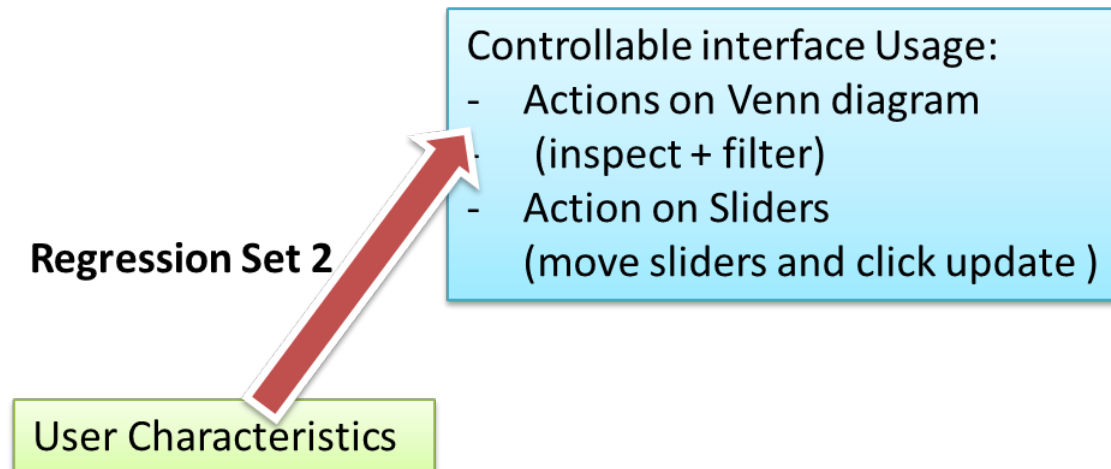 Controllable interface Usage:
- Actions on Venn diagram
- (inspect + filter)
- Action on Sliders
(move sliders and click update )
Regression Set 2
User Characteristics